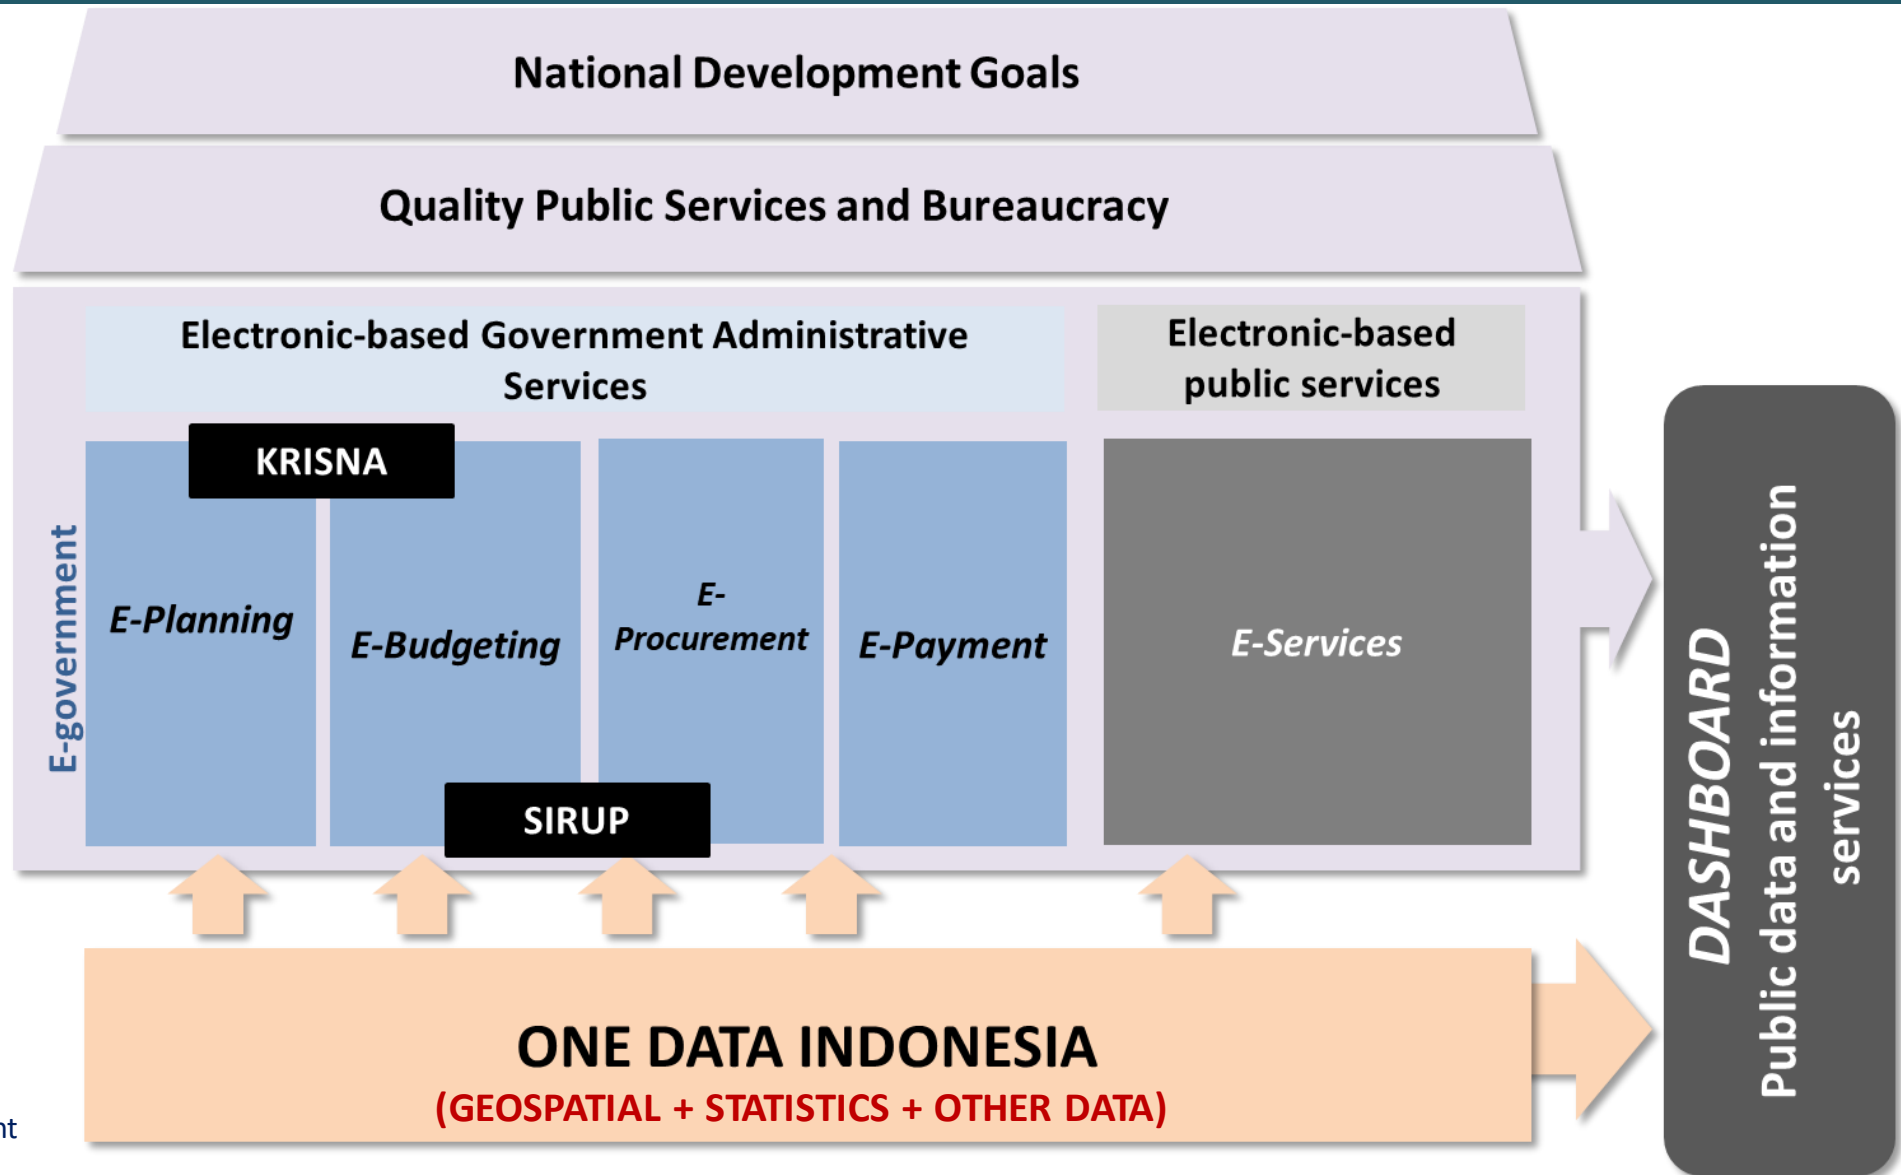 National Development Goals
Quality Public Services and Bureaucracy
Electronic-based Government Administrative
Services
Electronic-based
public services
KRISNA
E-government
E-Planning
E-Budgeting
E-
Procurement
E-Payment
E-Services
SIRUP
DASHBOARD
Public data and information
services
ONE DATA INDONESIA
(GEOSPATIAL + STATISTICS + OTHER DATA)